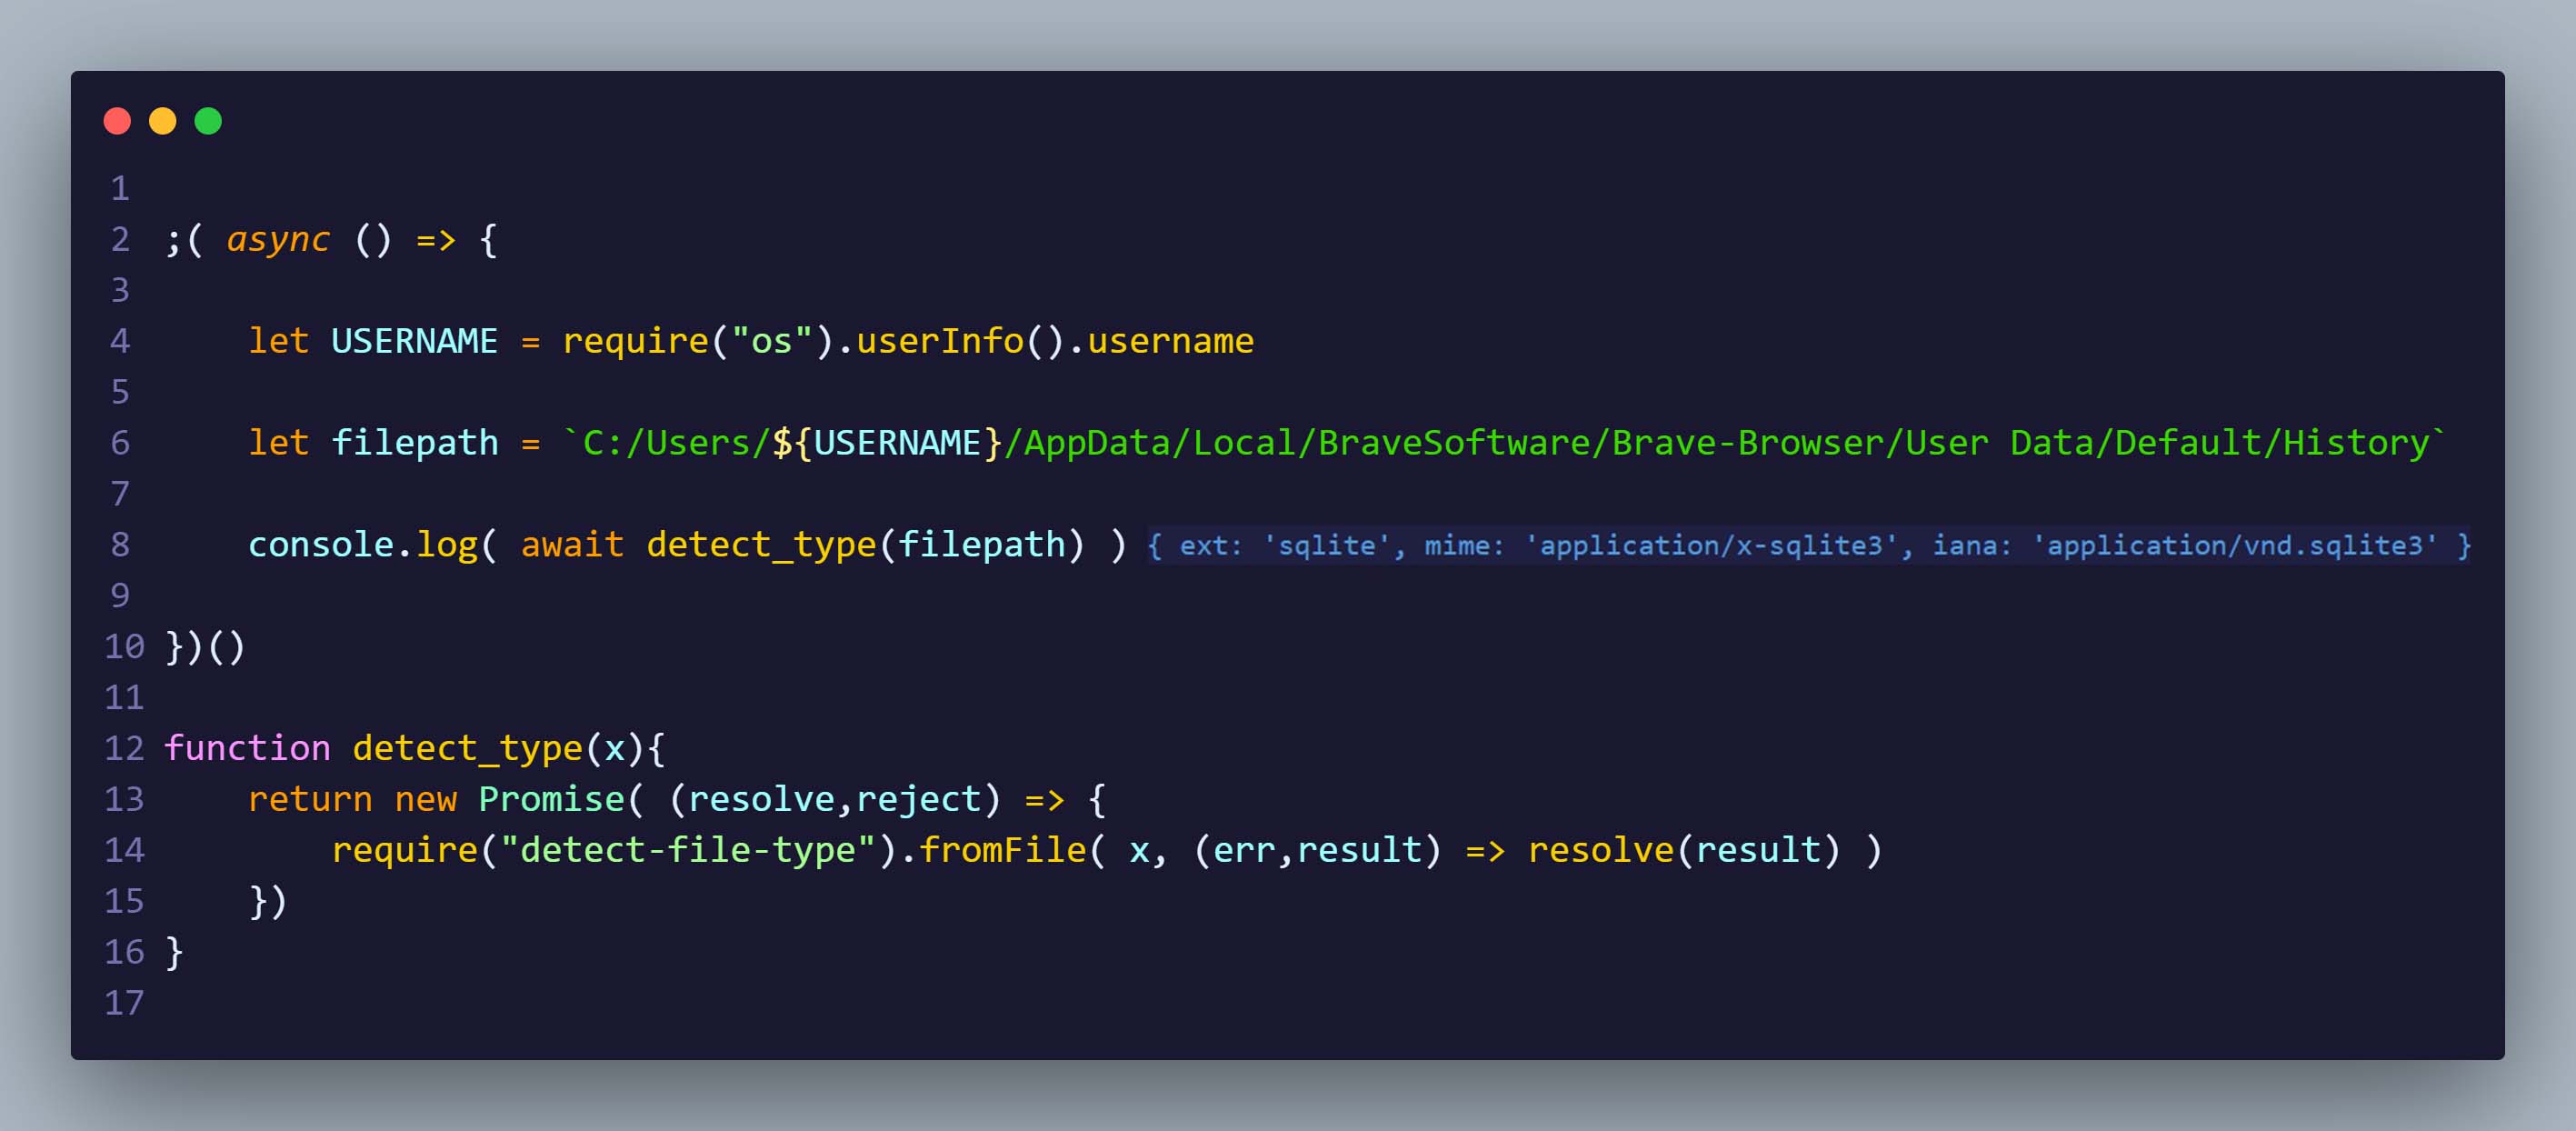 1
2 ;( async () => {
3
4     let USERNAME = require("os").userInfo().username
5
6     let filepath = `C:/Users/${USERNAME}/AppData/Local/BraveSoftware/Brave-Browser/User Data/Default/History`
7
8     console.log( await detect_type(filepath) ) { ext: 'sqlite', mime: 'application/x-sqlite3', iana: 'application/vnd.sqlite3' }
9
10 })()
11
12 function detect_type(x){
13     return new Promise( (resolve,reject) => {
14         require("detect-file-type").fromFile( x, (err,result) => resolve(result) )
15     })
16 }
17